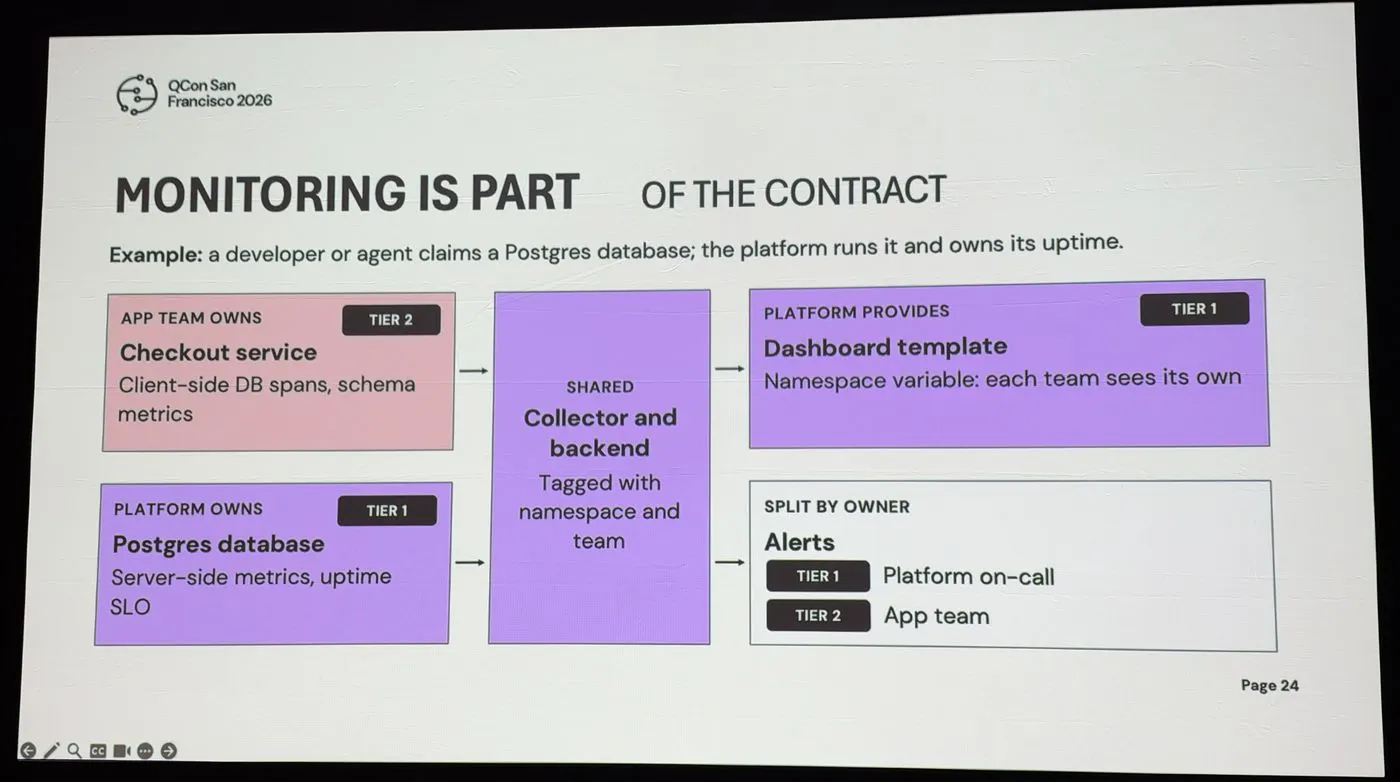 QCon San
Francisco 2026
MONITORING IS PART OF THE CONTRACT
Example: a developer or agent claims a Postgres database; the platform runs it and owns its uptime.
APP TEAM OWNS
TIER 2
Checkout service
Client-side DB spans, schema
metrics
PLATFORM OWNS
TIER 1
Postgres database
Server-side metrics, uptime
SLO
SHARED
Collector and
backend
Tagged with
namespace and
team
PLATFORM PROVIDES
TIER 1
Dashboard template
Namespace variable: each team sees its own
SPLIT BY OWNER
Alerts
TIER 1 Platform on-call
TIER 2 App team
Page 24
CC